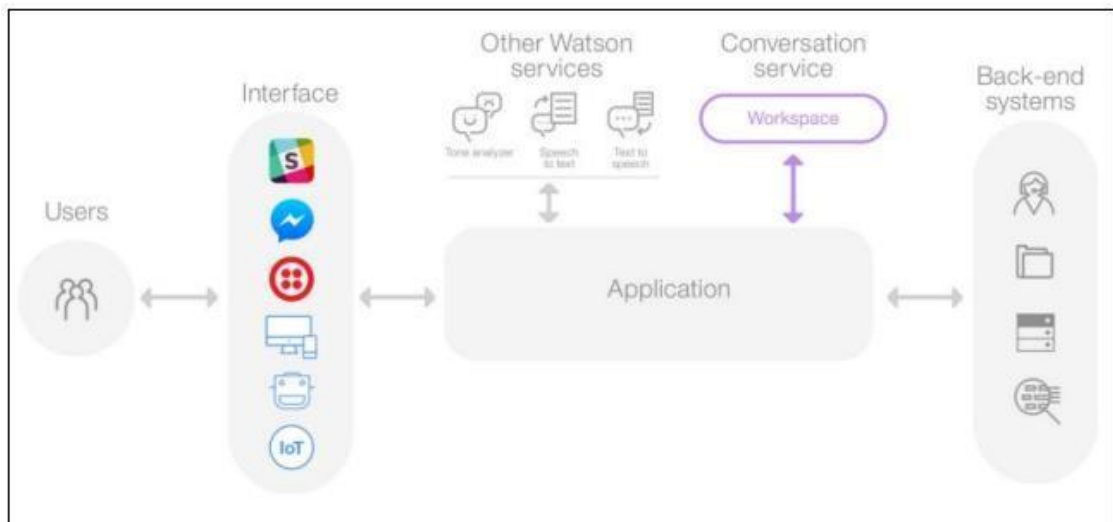 Users
Interface
S
IoT
Other Watson
services
Tone analyzer
Speech
to text
Text to
speech
Conversation
service
Workspace
Application
Back-end
systems